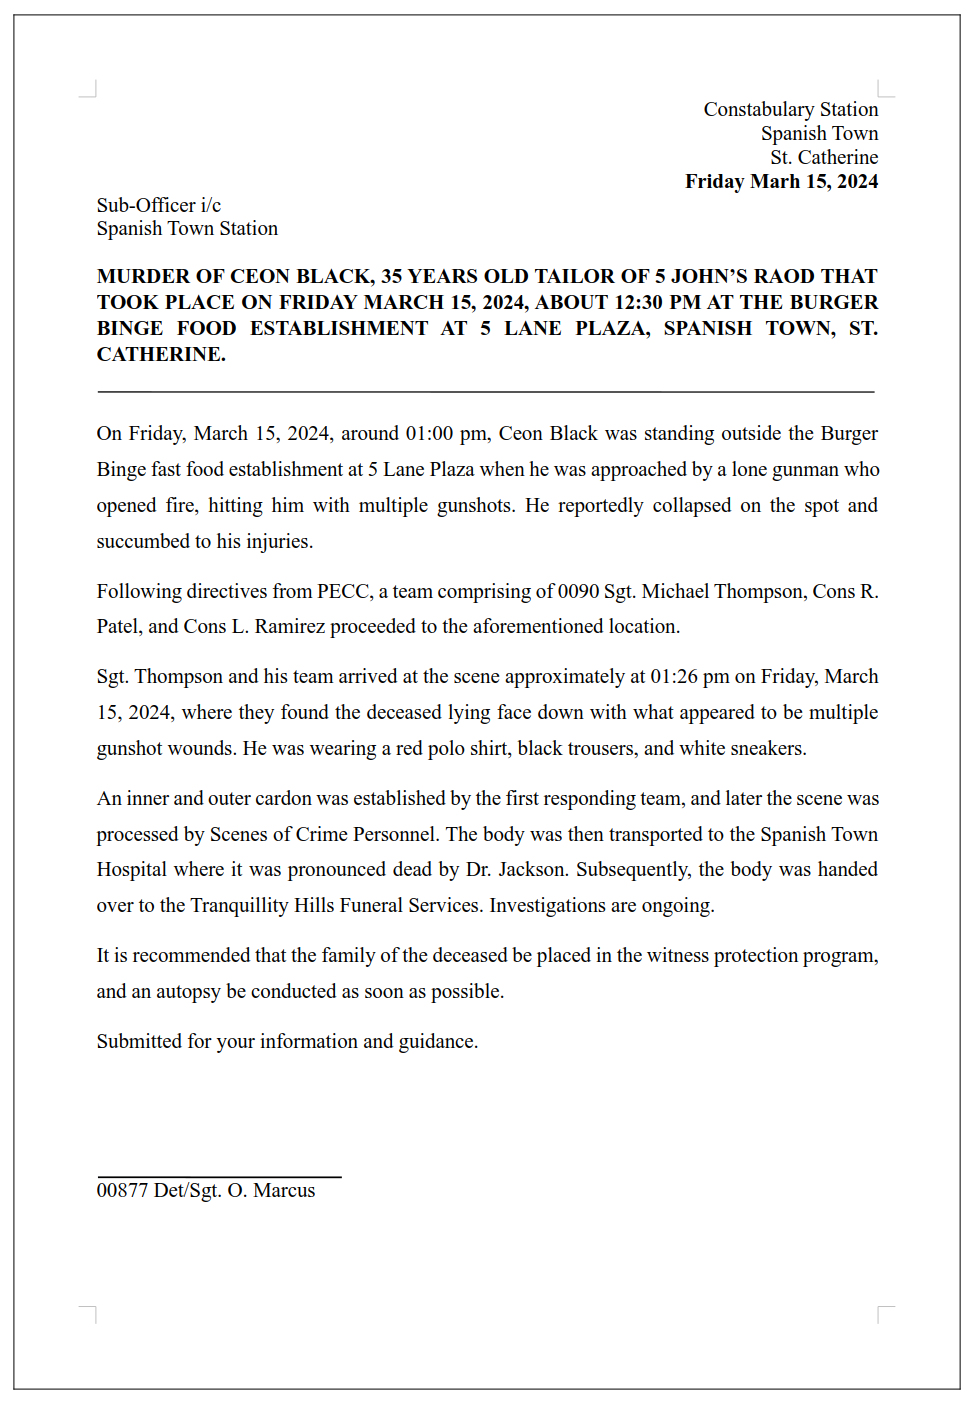 Constabulary Station
Spanish Town
St. Catherine
Friday Marh 15, 2024
Sub-Officer i/c
Spanish Town Station
MURDER OF CEON BLACK, 35 YEARS OLD TAILOR OF 5 JOHN’S RAOD THAT
TOOK PLACE ON FRIDAY MARCH 15, 2024, ABOUT 12:30 PM AT THE BURGER
BINGE FOOD ESTABLISHMENT AT 5 LANE PLAZA, SPANISH TOWN, ST.
CATHERINE.
On Friday, March 15, 2024, around 01:00 pm, Ceon Black was standing outside the Burger
Binge fast food establishment at 5 Lane Plaza when he was approached by a lone gunman who
opened fire, hitting him with multiple gunshots. He reportedly collapsed on the spot and
succumbed to his injuries.
Following directives from PECC, a team comprising of 0090 Sgt. Michael Thompson, Cons R.
Patel, and Cons L. Ramirez proceeded to the aforementioned location.
Sgt. Thompson and his team arrived at the scene approximately at 01:26 pm on Friday, March
15, 2024, where they found the deceased lying face down with what appeared to be multiple
gunshot wounds. He was wearing a red polo shirt, black trousers, and white sneakers.
An inner and outer cardon was established by the first responding team, and later the scene was
processed by Scenes of Crime Personnel. The body was then transported to the Spanish Town
Hospital where it was pronounced dead by Dr. Jackson. Subsequently, the body was handed
over to the Tranquillity Hills Funeral Services. Investigations are ongoing.
It is recommended that the family of the deceased be placed in the witness protection program,
and an autopsy be conducted as soon as possible.
Submitted for your information and guidance.
00877 Det/Sgt. O. Marcus